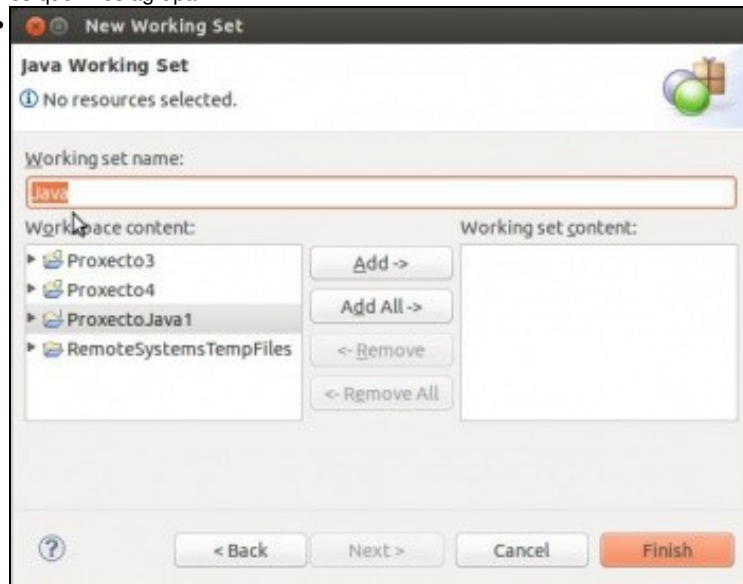 New Working Set
Java Working Set
No resources selected.
Working set name:
Java
Workspace content:
Working set content:
Proxecto3
Proxecto4
ProxectoJava1
RemoteSystemsTempFiles
Add ->
Add All ->
<- Remove
<- Remove All
< Back
Next >
Cancel
Finish